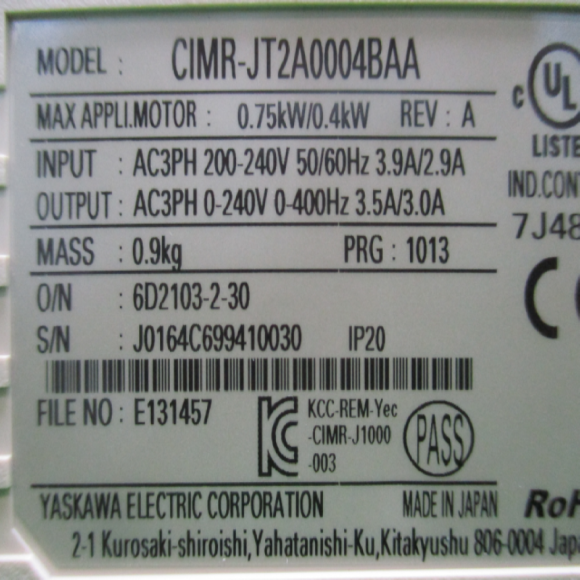 MODEL : CIMR-JT2A0004BAA
MAX APPLI.MOTOR : 0.75kW/0.4kW REV : A
INPUT : AC3PH 200-240V 50/60Hz 3.9A/2.9A
OUTPUT : AC3PH 0-240V 0-400Hz 3.5A/3.0A
MASS : 0.9kg PRG : 1013
O/N : 6D2103-2-30
S/N : J0164C699410030 IP20
FILE NO : E131457
KCC-REM-Yec
-CIMR-J1000
-003
PASS
YASKAWA ELECTRIC CORPORATION MADE IN JAPAN
2-1 Kurosaki-shiroishi,Yahatanishi-Ku,Kitakyushu 806-0004 Japa
C UL
LISTE
IND.CONT
7J48
CE
RoH